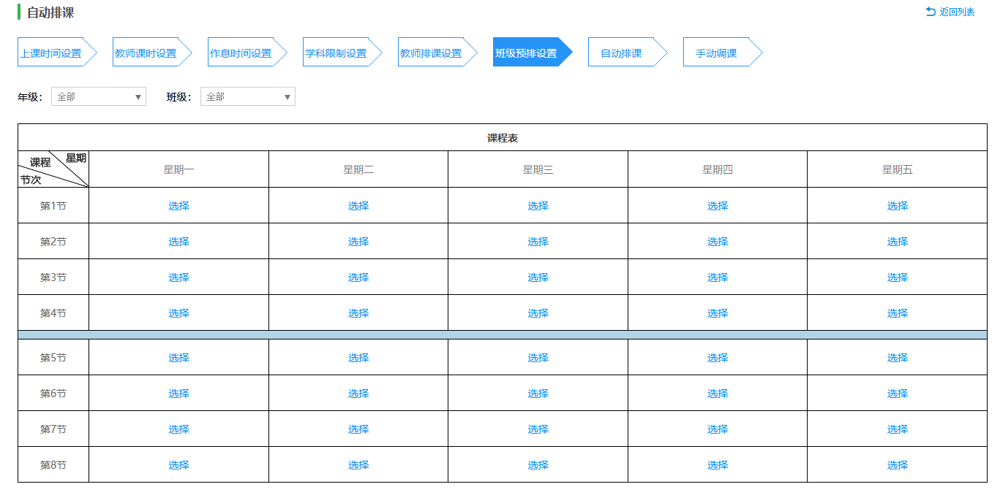 自动排课 返回列表
上课时间设置 教师课时设置 作息时间设置 学科限制设置 教师排课设置 班级预排设置 自动排课 手动调课
年级： 全部 班级： 全部
课程表
课程 星期 节次 星期一 星期二 星期三 星期四 星期五
第1节 选择 选择 选择 选择 选择
第2节 选择 选择 选择 选择 选择
第3节 选择 选择 选择 选择 选择
第4节 选择 选择 选择 选择 选择
第5节 选择 选择 选择 选择 选择
第6节 选择 选择 选择 选择 选择
第7节 选择 选择 选择 选择 选择
第8节 选择 选择 选择 选择 选择